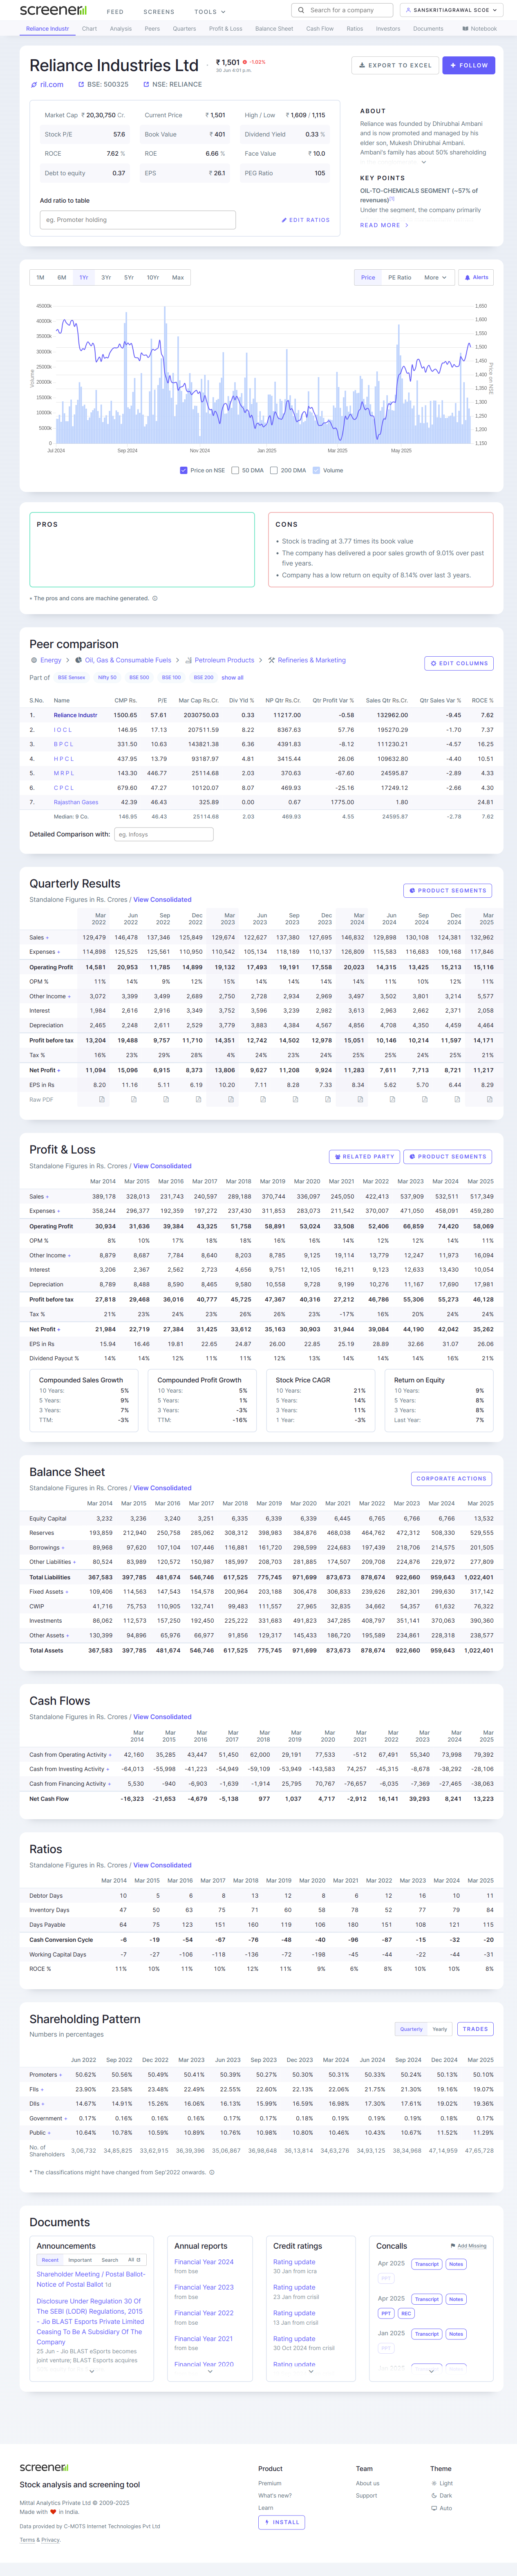 screener
FEED SCREENS TOOLS
Search for a company
SANSKRITIAGRAWAL SCOE
Reliance Industr Chart Analysis Peers Quarters Profit & Loss Balance Sheet Cash Flow Ratios Investors Documents Notebook
Reliance Industries Ltd
₹ 1,501 -1.02%
20 Jun 4:01 p.m.
EXPORT TO EXCEL
FOLLOW
ril.com BSE: 500325 NSE: RELIANCE
Market Cap ₹ 20,30,750 Cr. Current Price ₹ 1,501 High / Low ₹ 1,609 / 1,115
Stock P/E 57.6 Book Value ₹ 401 Dividend Yield 0.33 %
ROCE 7.62 % ROE 6.66 % Face Value ₹ 10.0
Debt to equity 0.37 EPS ₹ 26.1 PEG Ratio 105
Add ratio to table
eg. Promoter holding
EDIT RATIOS
ABOUT
Reliance was founded by Dhirubhai Ambani
and is now promoted and managed by his
elder son, Mukesh Dhirubhai Ambani.
Ambani's family has about 50% shareholding
KEY POINTS
OIL-TO-CHEMICALS SEGMENT (~57% of
revenues)[1]
Under the segment, the company primarily
READ MORE
1M 6M 1Yr 3Yr 5Yr 10Yr Max
Price PE Ratio More
Alerts
45000k 40000k 35000k 30000k 25000k 20000k 15000k 10000k 5000k 0
Volume
1,650 1,600 1,550 1,500 1,450 1,400 1,350 1,300 1,250 1,200 1,150
Price on NSE
Jul 2024 Sep 2024 Nov 2024 Jan 2025 Mar 2025 May 2025
Price on NSE 50 DMA 200 DMA Volume
PROS
CONS
Stock is trading at 3.77 times its book value
The company has delivered a poor sales growth of 9.01% over past
five years.
Company has a low return on equity of 8.14% over last 3 years.
* The pros and cons are machine generated.
Peer comparison
Energy Oil, Gas & Consumable Fuels Petroleum Products Refineries & Marketing
EDIT COLUMNS
Part of BSE Sensex Nifty 50 BSE 500 BSE 100 BSE 200 show all
S.No. Name CMP Rs. P/E Mar Cap Rs.Cr. Div Yld % NP Qtr Rs.Cr. Qtr Profit Var % Sales Qtr Rs.Cr. Qtr Sales Var % ROCE %
1. Reliance Industr 1500.65 57.61 2030750.03 0.33 11217.00 -0.58 132962.00 -9.45 7.62
2. I O C L 146.95 17.13 207511.59 8.22 8367.63 57.76 195270.29 -1.70 7.37
3. B P C L 331.50 10.63 143821.38 6.36 4391.83 -8.12 111230.21 -4.57 16.25
4. H P C L 437.95 13.79 93187.97 4.81 3415.44 26.06 109632.80 -4.40 10.51
5. M R P L 143.30 446.77 25114.68 2.03 370.63 -67.60 24595.87 -2.89 4.33
6. C P C L 679.60 47.27 10120.07 8.07 469.93 -25.16 17249.12 -2.66 4.30
7. Rajasthan Gases 42.39 46.43 325.89 0.00 0.67 1775.00 1.80 24.81
Median: 9 Co. 146.95 46.43 25114.68 2.03 469.93 4.55 24595.87 -2.78 7.62
Detailed Comparison with: eg. Infosys
Quarterly Results
Standalone Figures in Rs. Crores / View Consolidated
PRODUCT SEGMENTS
Mar 2022 Jun 2022 Sep 2022 Dec 2022 Mar 2023 Jun 2023 Sep 2023 Dec 2023 Mar 2024 Jun 2024 Sep 2024 Dec 2024 Mar 2025
Sales + 129,479 146,478 137,346 125,849 129,674 122,627 137,380 127,695 146,832 129,898 130,108 124,381 132,962
Expenses + 114,898 125,525 125,561 110,950 110,542 105,134 118,189 110,137 126,809 115,583 116,683 109,168 117,846
Operating Profit 14,581 20,953 11,785 14,899 19,132 17,493 19,191 17,558 20,023 14,315 13,425 15,213 15,116
OPM % 11% 14% 9% 12% 15% 14% 14% 14% 14% 11% 10% 12% 11%
Other Income + 3,072 3,399 3,499 2,689 2,750 2,728 2,934 2,969 3,497 3,502 3,801 3,214 5,577
Interest 1,984 2,616 2,916 3,349 3,752 3,596 3,239 2,982 3,613 2,963 2,662 2,371 2,058
Depreciation 2,465 2,248 2,611 2,529 3,779 3,883 4,384 4,567 4,856 4,708 4,350 4,459 4,464
Profit before tax 13,204 19,488 9,757 11,710 14,351 12,742 14,502 12,978 15,051 10,146 10,214 11,597 14,171
Tax % 16% 23% 29% 28% 4% 24% 23% 24% 25% 25% 24% 25% 21%
Net Profit + 11,094 15,096 6,915 8,373 13,806 9,627 11,208 9,924 11,283 7,611 7,713 8,721 11,217
EPS in Rs 8.20 11.16 5.11 6.19 10.20 7.11 8.28 7.33 8.34 5.62 5.70 6.44 8.29
Raw PDF
Profit & Loss
Standalone Figures in Rs. Crores / View Consolidated
RELATED PARTY PRODUCT SEGMENTS
Mar 2014 Mar 2015 Mar 2016 Mar 2017 Mar 2018 Mar 2019 Mar 2020 Mar 2021 Mar 2022 Mar 2023 Mar 2024 Mar 2025
Sales + 389,178 328,013 231,743 240,597 289,188 370,744 336,097 245,050 422,413 537,909 532,511 517,349
Expenses + 358,244 296,377 192,359 197,272 237,430 311,853 283,073 211,542 370,007 471,050 458,091 459,280
Operating Profit 30,934 31,636 39,384 43,325 51,758 58,891 53,024 33,508 52,406 66,859 74,420 58,069
OPM % 8% 10% 17% 18% 18% 16% 16% 14% 12% 12% 14% 11%
Other Income + 8,879 8,687 7,784 8,640 8,203 8,785 9,125 19,114 13,779 12,247 11,973 16,094
Interest 3,206 2,367 2,562 2,723 4,656 9,751 12,105 16,211 9,123 12,633 13,430 10,054
Depreciation 8,789 8,488 8,590 8,465 9,580 10,558 9,728 9,199 10,276 11,167 17,690 17,981
Profit before tax 27,818 29,468 36,016 40,777 45,725 47,367 40,316 27,212 46,786 55,306 55,273 46,128
Tax % 21% 23% 24% 23% 26% 26% 23% -17% 16% 20% 24% 24%
Net Profit + 21,984 22,719 27,384 31,425 33,612 35,163 30,903 31,944 39,084 44,190 42,042 35,262
EPS in Rs 15.94 16.46 19.81 22.65 24.87 26.00 22.85 25.19 28.89 32.66 31.07 26.06
Dividend Payout % 14% 14% 12% 11% 11% 12% 13% 14% 14% 14% 16% 21%
Compounded Sales Growth
10 Years: 5%
5 Years: 9%
3 Years: 7%
TTM: -3%
Compounded Profit Growth
10 Years: 5%
5 Years: 1%
3 Years: -3%
TTM: -16%
Stock Price CAGR
10 Years: 21%
5 Years: 14%
3 Years: 11%
1 Year: -3%
Return on Equity
10 Years: 9%
5 Years: 8%
3 Years: 8%
Last Year: 7%
Balance Sheet
Standalone Figures in Rs. Crores / View Consolidated
CORPORATE ACTIONS
Mar 2014 Mar 2015 Mar 2016 Mar 2017 Mar 2018 Mar 2019 Mar 2020 Mar 2021 Mar 2022 Mar 2023 Mar 2024 Mar 2025
Equity Capital 3,232 3,236 3,240 3,251 6,335 6,339 6,339 6,445 6,765 6,766 6,766 13,532
Reserves 193,859 212,940 250,758 285,062 308,312 398,983 384,876 468,038 464,762 472,312 508,330 529,555
Borrowings + 89,968 97,620 107,104 107,446 116,881 161,720 298,599 224,683 197,439 218,706 214,575 201,505
Other Liabilities + 80,524 83,989 120,572 150,987 185,997 208,703 281,885 174,507 209,708 224,876 229,972 277,809
Total Liabilities 367,583 397,785 481,674 546,746 617,525 775,745 971,699 873,673 878,674 922,660 959,643 1,022,401
Fixed Assets + 109,406 114,563 147,543 154,578 200,964 203,188 306,478 306,833 239,626 282,301 299,630 317,142
CWIP 41,716 75,753 110,905 132,741 99,483 111,557 27,965 32,835 34,662 54,357 61,632 76,322
Investments 86,062 112,573 157,250 192,450 225,222 331,683 491,823 347,285 408,797 351,141 370,063 390,360
Other Assets + 130,399 94,896 65,976 66,977 91,856 129,317 145,433 186,720 195,589 234,861 228,318 238,577
Total Assets 367,583 397,785 481,674 546,746 617,525 775,745 971,699 873,673 878,674 922,660 959,643 1,022,401
Cash Flows
Standalone Figures in Rs. Crores / View Consolidated
Mar 2014 Mar 2015 Mar 2016 Mar 2017 Mar 2018 Mar 2019 Mar 2020 Mar 2021 Mar 2022 Mar 2023 Mar 2024 Mar 2025
Cash from Operating Activity + 42,160 35,285 43,447 51,450 62,000 29,191 77,533 -512 67,491 55,340 73,998 79,392
Cash from Investing Activity + -64,013 -55,998 -41,223 -54,949 -59,109 -53,949 -143,583 74,257 -45,315 -8,678 -38,292 -28,106
Cash from Financing Activity + 5,530 -940 -6,903 -1,639 -1,914 25,795 70,767 -76,657 -6,035 -7,369 -27,465 -38,063
Net Cash Flow -16,323 -21,653 -4,679 -5,138 977 1,037 4,717 -2,912 16,141 39,293 8,241 13,223
Ratios
Standalone Figures in Rs. Crores / View Consolidated
Mar 2014 Mar 2015 Mar 2016 Mar 2017 Mar 2018 Mar 2019 Mar 2020 Mar 2021 Mar 2022 Mar 2023 Mar 2024 Mar 2025
Debtor Days 10 5 6 8 13 12 8 6 12 16 10 11
Inventory Days 47 50 63 75 71 60 58 78 52 77 79 84
Days Payable 64 75 123 151 160 119 106 180 151 108 121 115
Cash Conversion Cycle -6 -19 -54 -67 -76 -48 -40 -96 -87 -15 -32 -20
Working Capital Days -7 -27 -106 -118 -136 -72 -198 -45 -44 -22 -44 -31
ROCE % 11% 10% 11% 10% 12% 11% 9% 6% 8% 10% 10% 8%
Shareholding Pattern
Numbers in percentages
Quarterly Yearly TRADES
Jun 2022 Sep 2022 Dec 2022 Mar 2023 Jun 2023 Sep 2023 Dec 2023 Mar 2024 Jun 2024 Sep 2024 Dec 2024 Mar 2025
Promoters + 50.62% 50.56% 50.49% 50.41% 50.39% 50.27% 50.30% 50.31% 50.33% 50.24% 50.13% 50.10%
FIIs + 23.90% 23.58% 23.48% 22.49% 22.55% 22.60% 22.13% 22.06% 21.75% 21.30% 19.16% 19.07%
DIIs + 14.67% 14.91% 15.26% 16.06% 16.13% 15.99% 16.59% 16.98% 17.30% 17.61% 19.02% 19.36%
Government + 0.17% 0.16% 0.16% 0.16% 0.17% 0.17% 0.18% 0.19% 0.19% 0.19% 0.18% 0.17%
Public + 10.64% 10.78% 10.59% 10.89% 10.76% 10.98% 10.80% 10.46% 10.43% 10.67% 11.52% 11.29%
No. of Shareholders 3,06,732 34,85,825 33,62,915 36,39,396 35,06,667 36,98,648 36,13,814 34,63,276 34,93,125 38,34,968 47,14,959 47,65,728
* The classifications might have changed from Sep'2022 onwards.
Documents
Announcements
Recent Important Search All
Shareholder Meeting / Postal Ballot-
Notice of Postal Ballot 1d
Disclosure Under Regulation 30 Of
The SEBI (LODR) Regulations, 2015
- Jio BLAST Esports Private Limited
Ceasing To Be A Subsidiary Of The
Company
25 Jun - Jio BLAST eSports becomes
joint venture; BLAST Esports acquires
Annual reports
Financial Year 2024
from bse
Financial Year 2023
from bse
Financial Year 2022
from bse
Financial Year 2021
from bse
Financial Year 2020
Credit ratings
Rating update
30 Jan from icra
Rating update
23 Jan from crisil
Rating update
13 Jan from crisil
Rating update
30 Oct 2024 from crisil
Rating update
Concalls
Add Missing
Apr 2025 Transcript Notes
PPT
Apr 2025 Transcript Notes
PPT REC
Jan 2025 Transcript Notes
PPT
screener
Stock analysis and screening tool
Mittal Analytics Private Ltd © 2009-2025
Made with ❤ in India.
Data provided by C-MOTS Internet Technologies Pvt Ltd
Terms & Privacy.
Product
Premium
What's new?
Learn
INSTALL
Team
About us
Support
Theme
Light
Dark
Auto